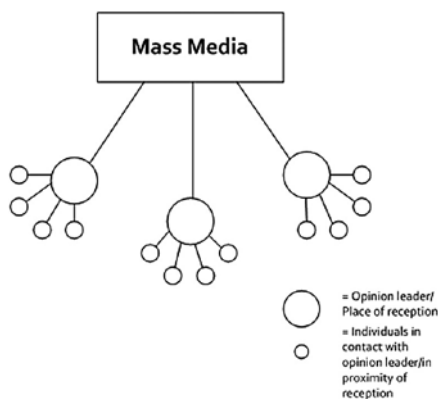 Mass Media
= Opinion leader/
Place of reception
= Individuals in
contact with
opinion leader/in
proximity of
reception